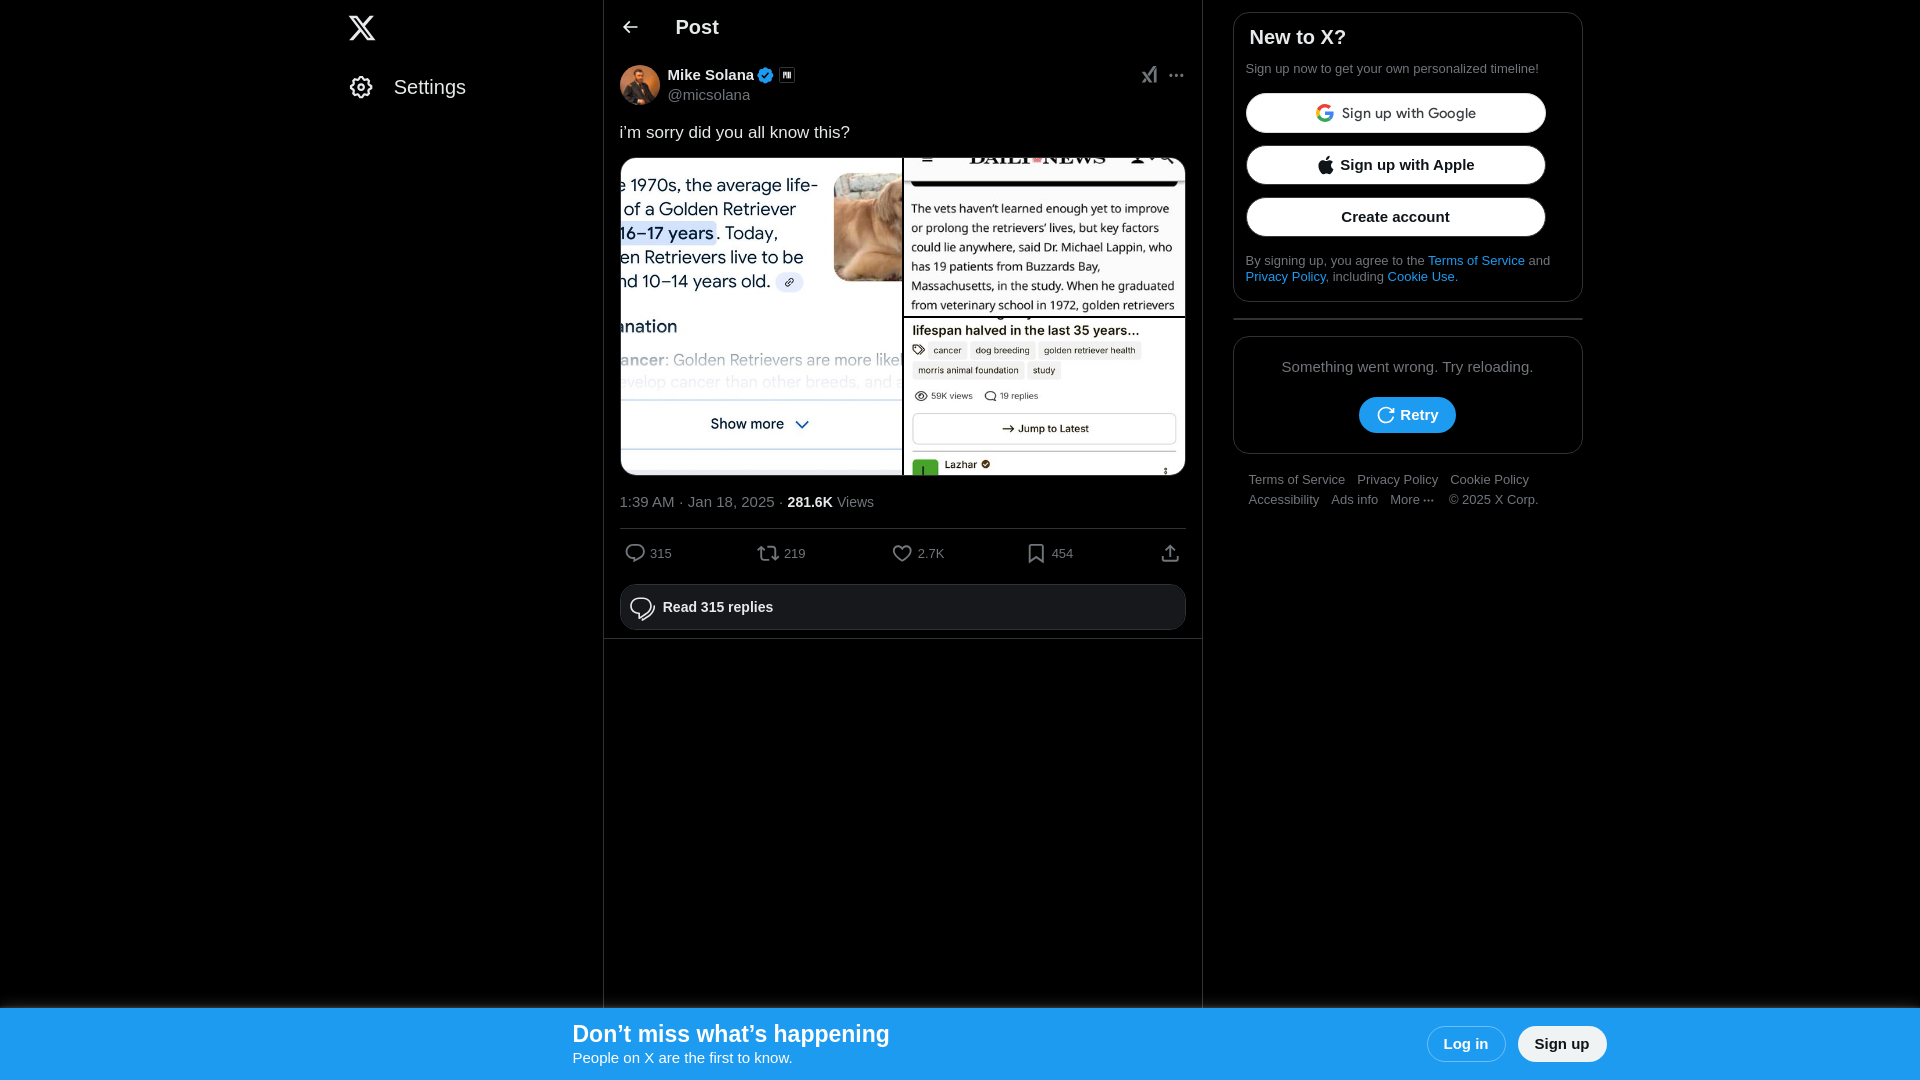 Settings
Post
Mike Solana
@micsolana
i’m sorry did you all know this?
1970s, the average life-
of a Golden Retriever
16–17 years. Today,
Retrievers live to be
10–14 years old.
Show more
DAILY NEWS
The vets haven’t learned enough yet to improve
or prolong the retrievers’ lives, but key factors
could lie anywhere, said Dr. Michael Lappin, who
has 19 patients from Buzzards Bay,
Massachusetts, in the study. When he graduated
from veterinary school in 1972, golden retrievers
lifespan halved in the last 35 years...
cancer
dog breeding
golden retriever health
morris animal foundation
study
59K views
19 replies
Jump to Latest
L
Lazhar
: Golden Retrievers are more
cancer than other breeds, and
1:39 AM · Jan 18, 2025 · 281.6K Views
315
219
2.7K
454
Read 315 replies
New to X?
Sign up now to get your own personalized timeline!
Sign up with Google
Sign up with Apple
Create account
By signing up, you agree to the Terms of Service and
Privacy Policy, including Cookie Use.
Something went wrong. Try reloading.
Retry
Terms of Service
Privacy Policy
Cookie Policy
Accessibility
Ads info
More ···
© 2025 X Corp.
Don’t miss what’s happening
People on X are the first to know.
Log in
Sign up